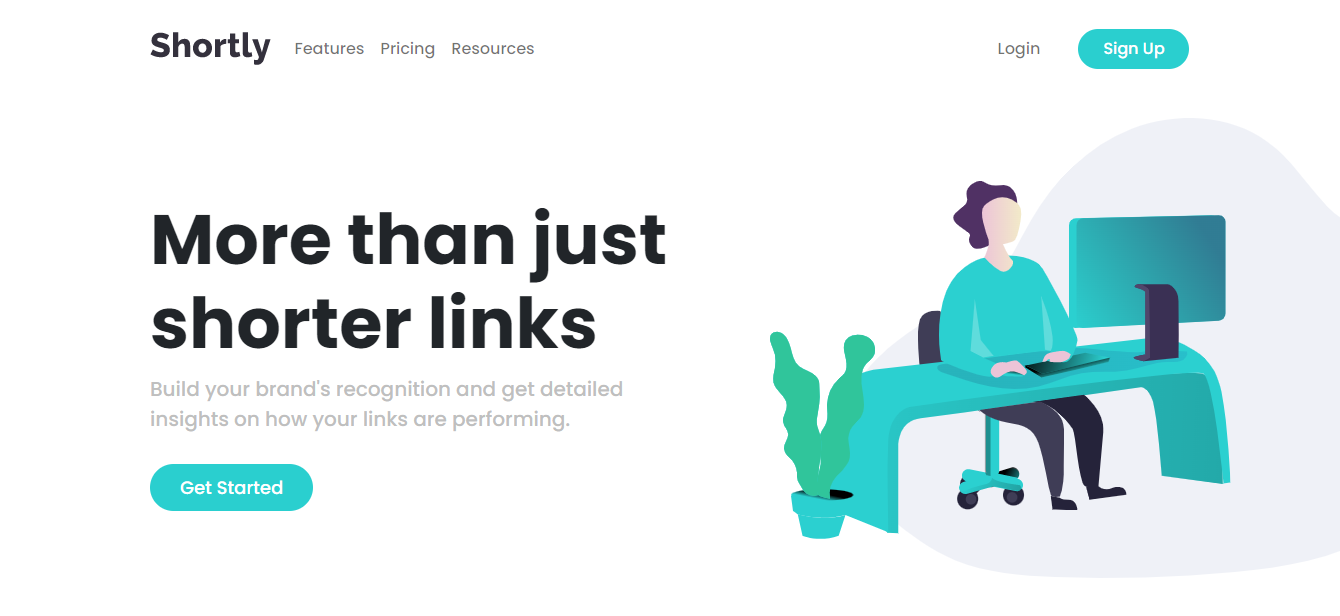 Shortly Features Pricing Resources Login Sign Up
More than just
shorter links
Build your brand's recognition and get detailed
insights on how your links are performing.
Get Started